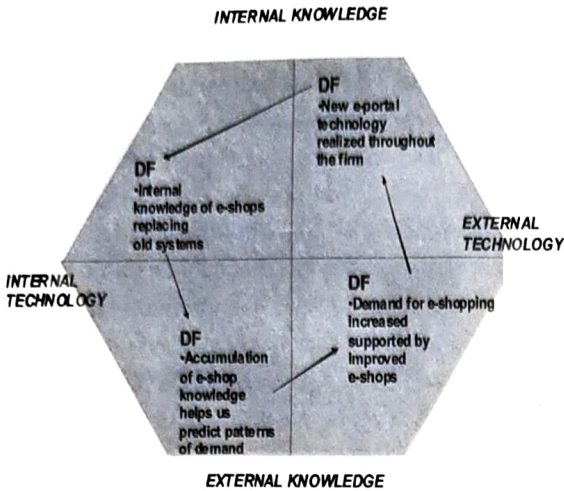 INTERNAL KNOWLEDGE
DF
•New e-portal
technology
realized throughout
the firm
DF
•Internal
knowledge of e-shops
replacing
old systems
EXTERNAL
TECHNOLOGY
INTERNAL
TECHNOLOGY
DF
•Demand for e-shopping
increased
supported by
improved
e-shops
DF
•Accumulation
of e-shop
knowledge
helps us
predict patterns
of demand
EXTERNAL KNOWLEDGE